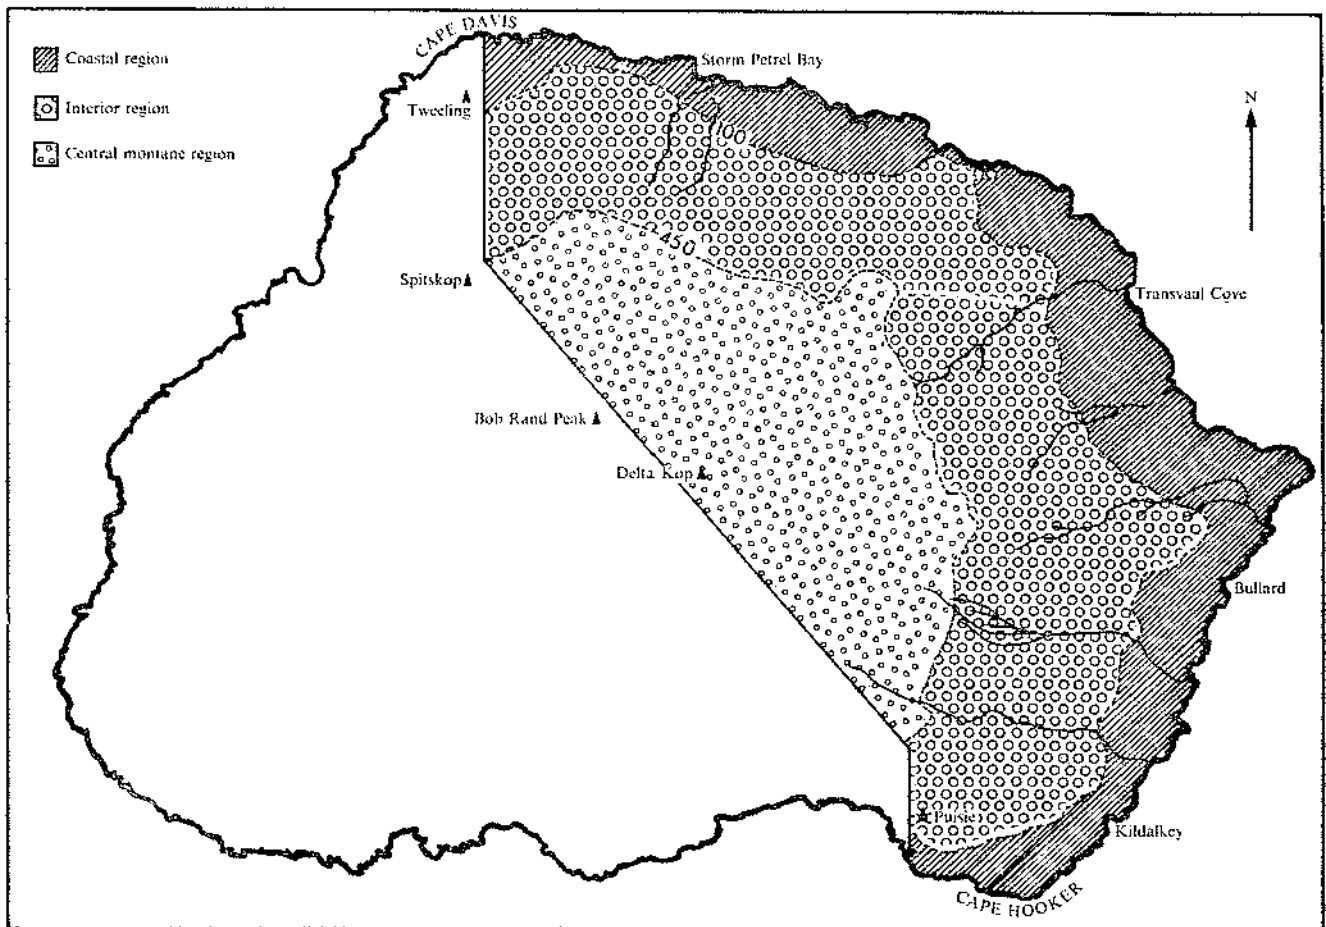 CAPE DAVIS
Coastal region
Storm Petrel Bay
Interior region
Tweeling
N
100
Central montane region
450
Spitskop
Transvaal Cove
Bob Rand Peak
Delta Kop
Bullard
Puisie
Kildalkey
CAPE HOOKER